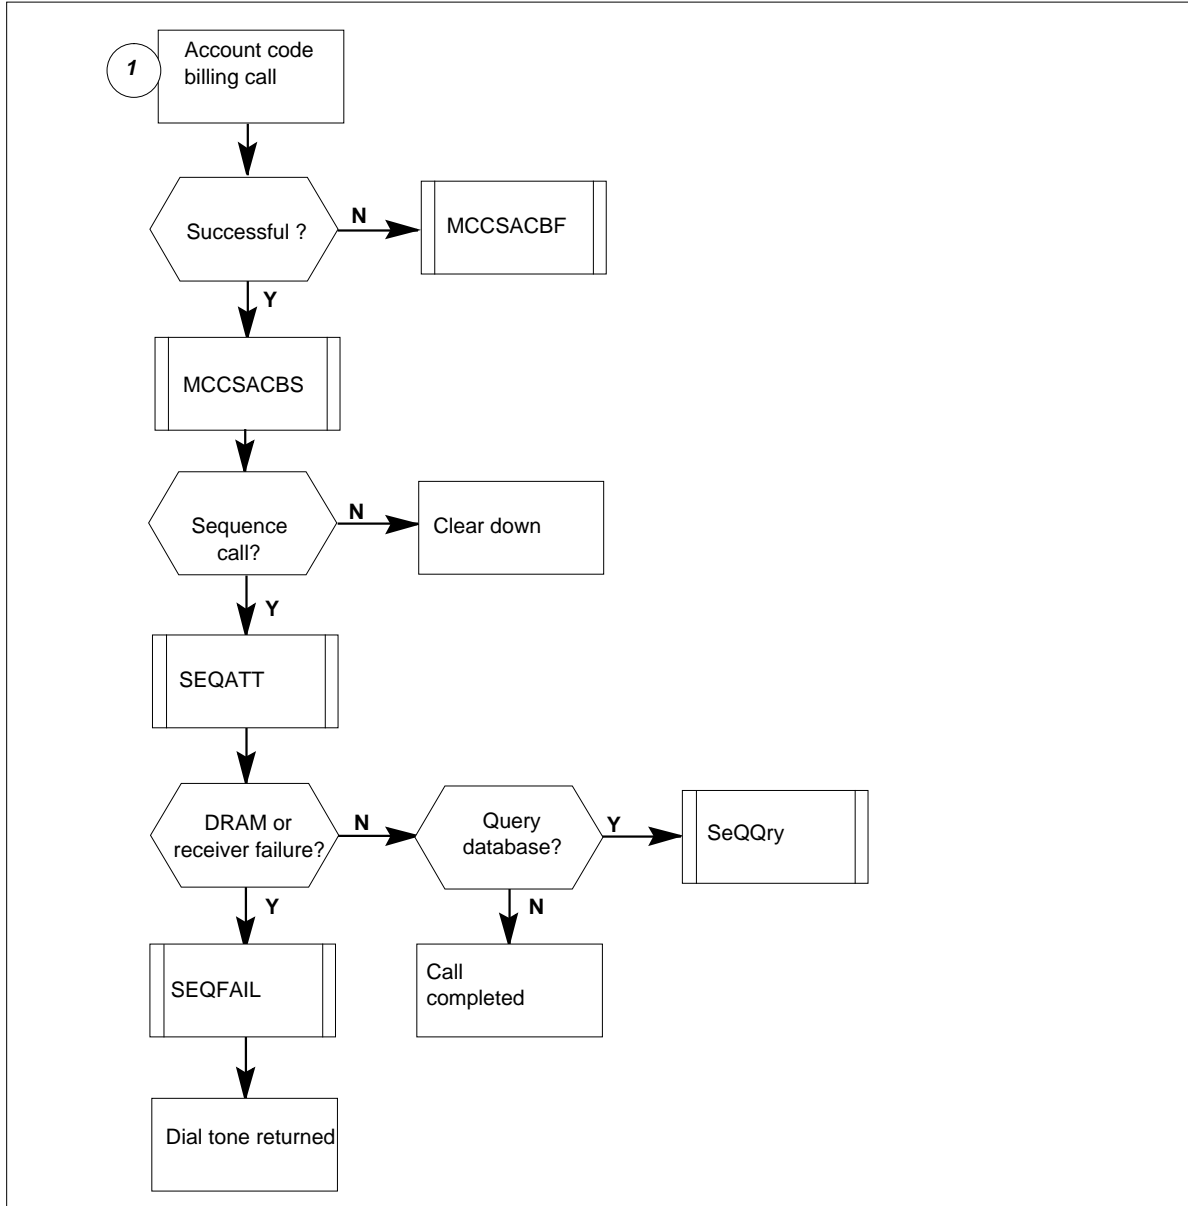 1
Account code
billing call
Successful ?
N
MCCSACBF
Y
MCCSACBS
Sequence
call?
N
Clear down
Y
SEQATT
DRAM or
receiver failure?
N
Query
database?
Y
SeQQry
Y
N
SEQFAIL
Call
completed
Dial tone returned